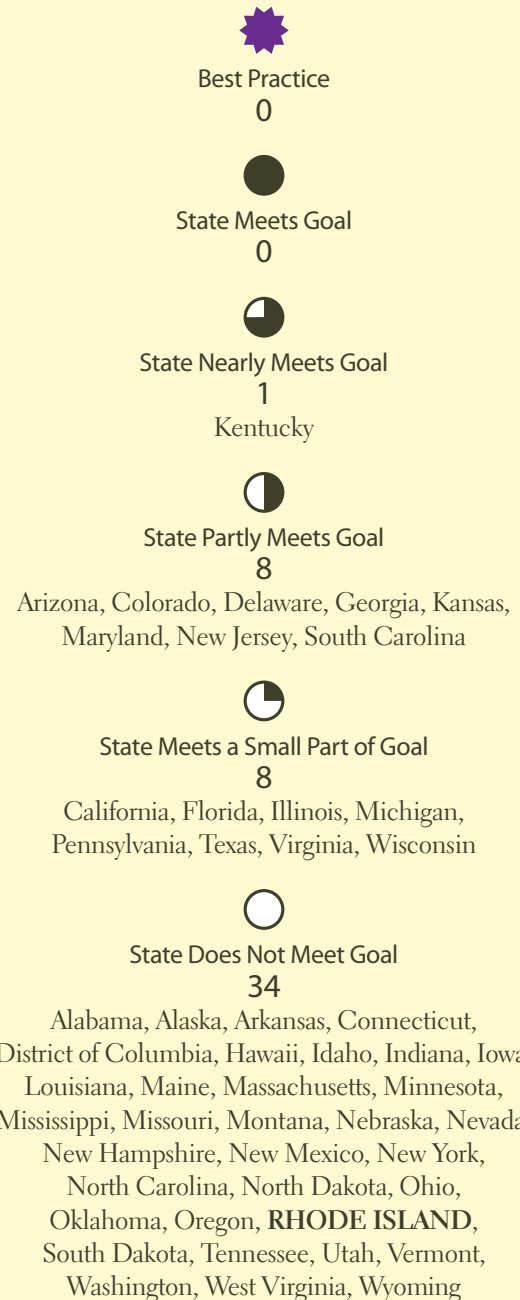 Best Practice
0
State Meets Goal
0
State Nearly Meets Goal
1
Kentucky
State Partly Meets Goal
8
Arizona, Colorado, Delaware, Georgia, Kansas,
Maryland, New Jersey, South Carolina
State Meets a Small Part of Goal
8
California, Florida, Illinois, Michigan,
Pennsylvania, Texas, Virginia, Wisconsin
State Does Not Meet Goal
34
Alabama, Alaska, Arkansas, Connecticut,
District of Columbia, Hawaii, Idaho, Indiana, Iowa
Louisiana, Maine, Massachusetts, Minnesota,
Mississippi, Missouri, Montana, Nebraska, Nevada
New Hampshire, New Mexico, New York,
North Carolina, North Dakota, Ohio,
Oklahoma, Oregon, RHODE ISLAND,
South Dakota, Tennessee, Utah, Vermont,
Washington, West Virginia, Wyoming